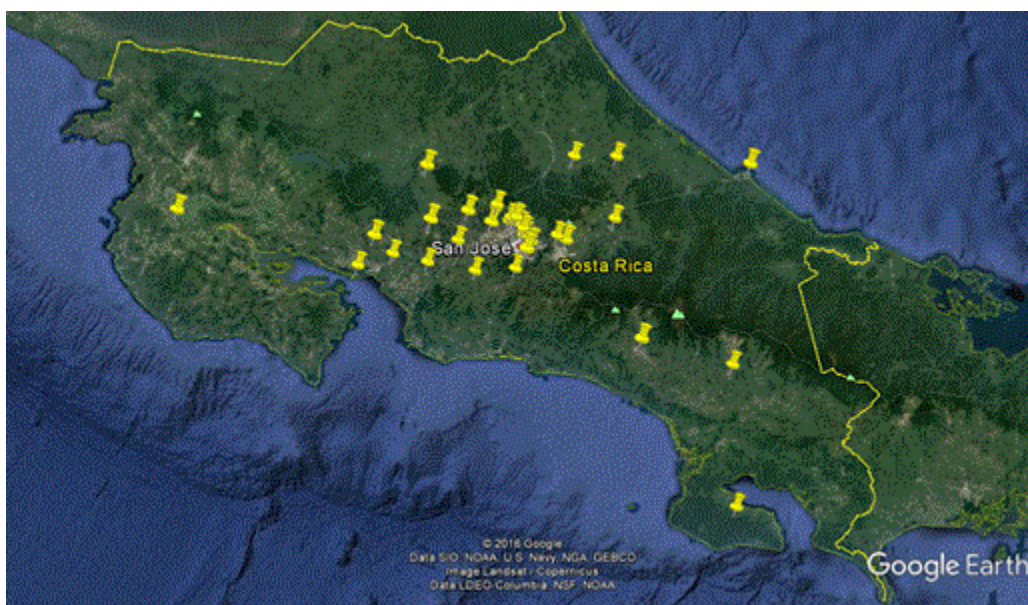 San José
Costa Rica
© 2016 Google
Data SIO, NOAA, U.S. Navy, NGA, GEBCO
Image Landsat / Copernicus
Data LDEO-Columbia, NSF, NOAA
Google Earth